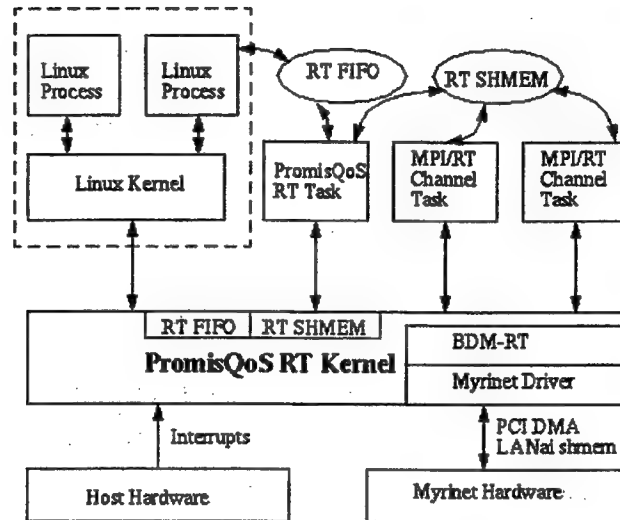 Linux
Process
Linux
Process
RT FIFO
RT SHMEM
Linux Kernel
PromisQoS
RT Task
MPI/RT
Channel
Task
MPI/RT
Channel
Task
RT FIFO
RT SHMEM
PromisQoS RT Kernel
BDM-RT
Myrinet Driver
Interrupts
PCI DMA
LANai shmem
Host Hardware
Myrinet Hardware